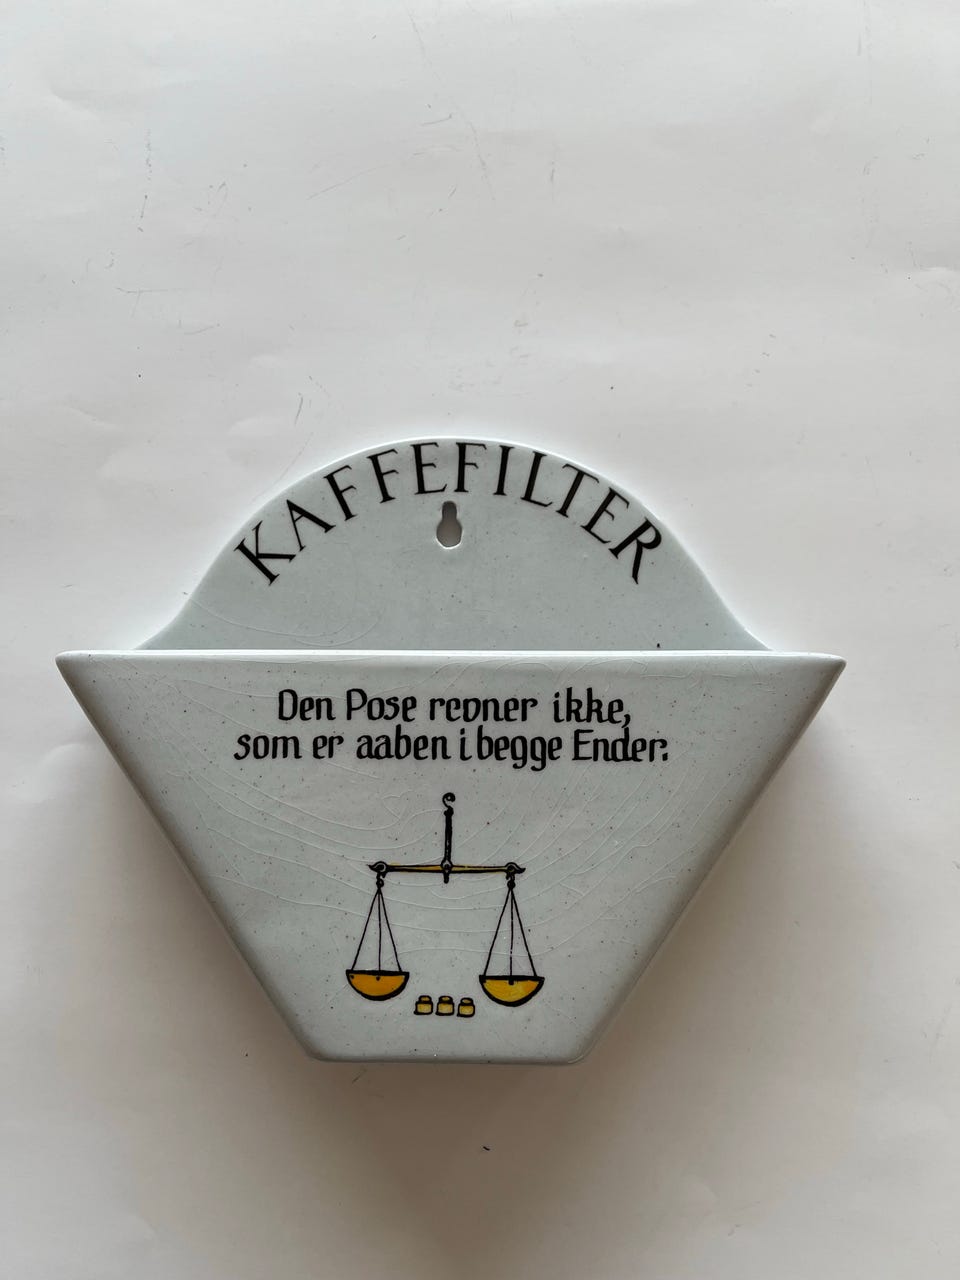 KAFFEFILTER
Den Pose revner ikke,
som er aaben i begge Ender.